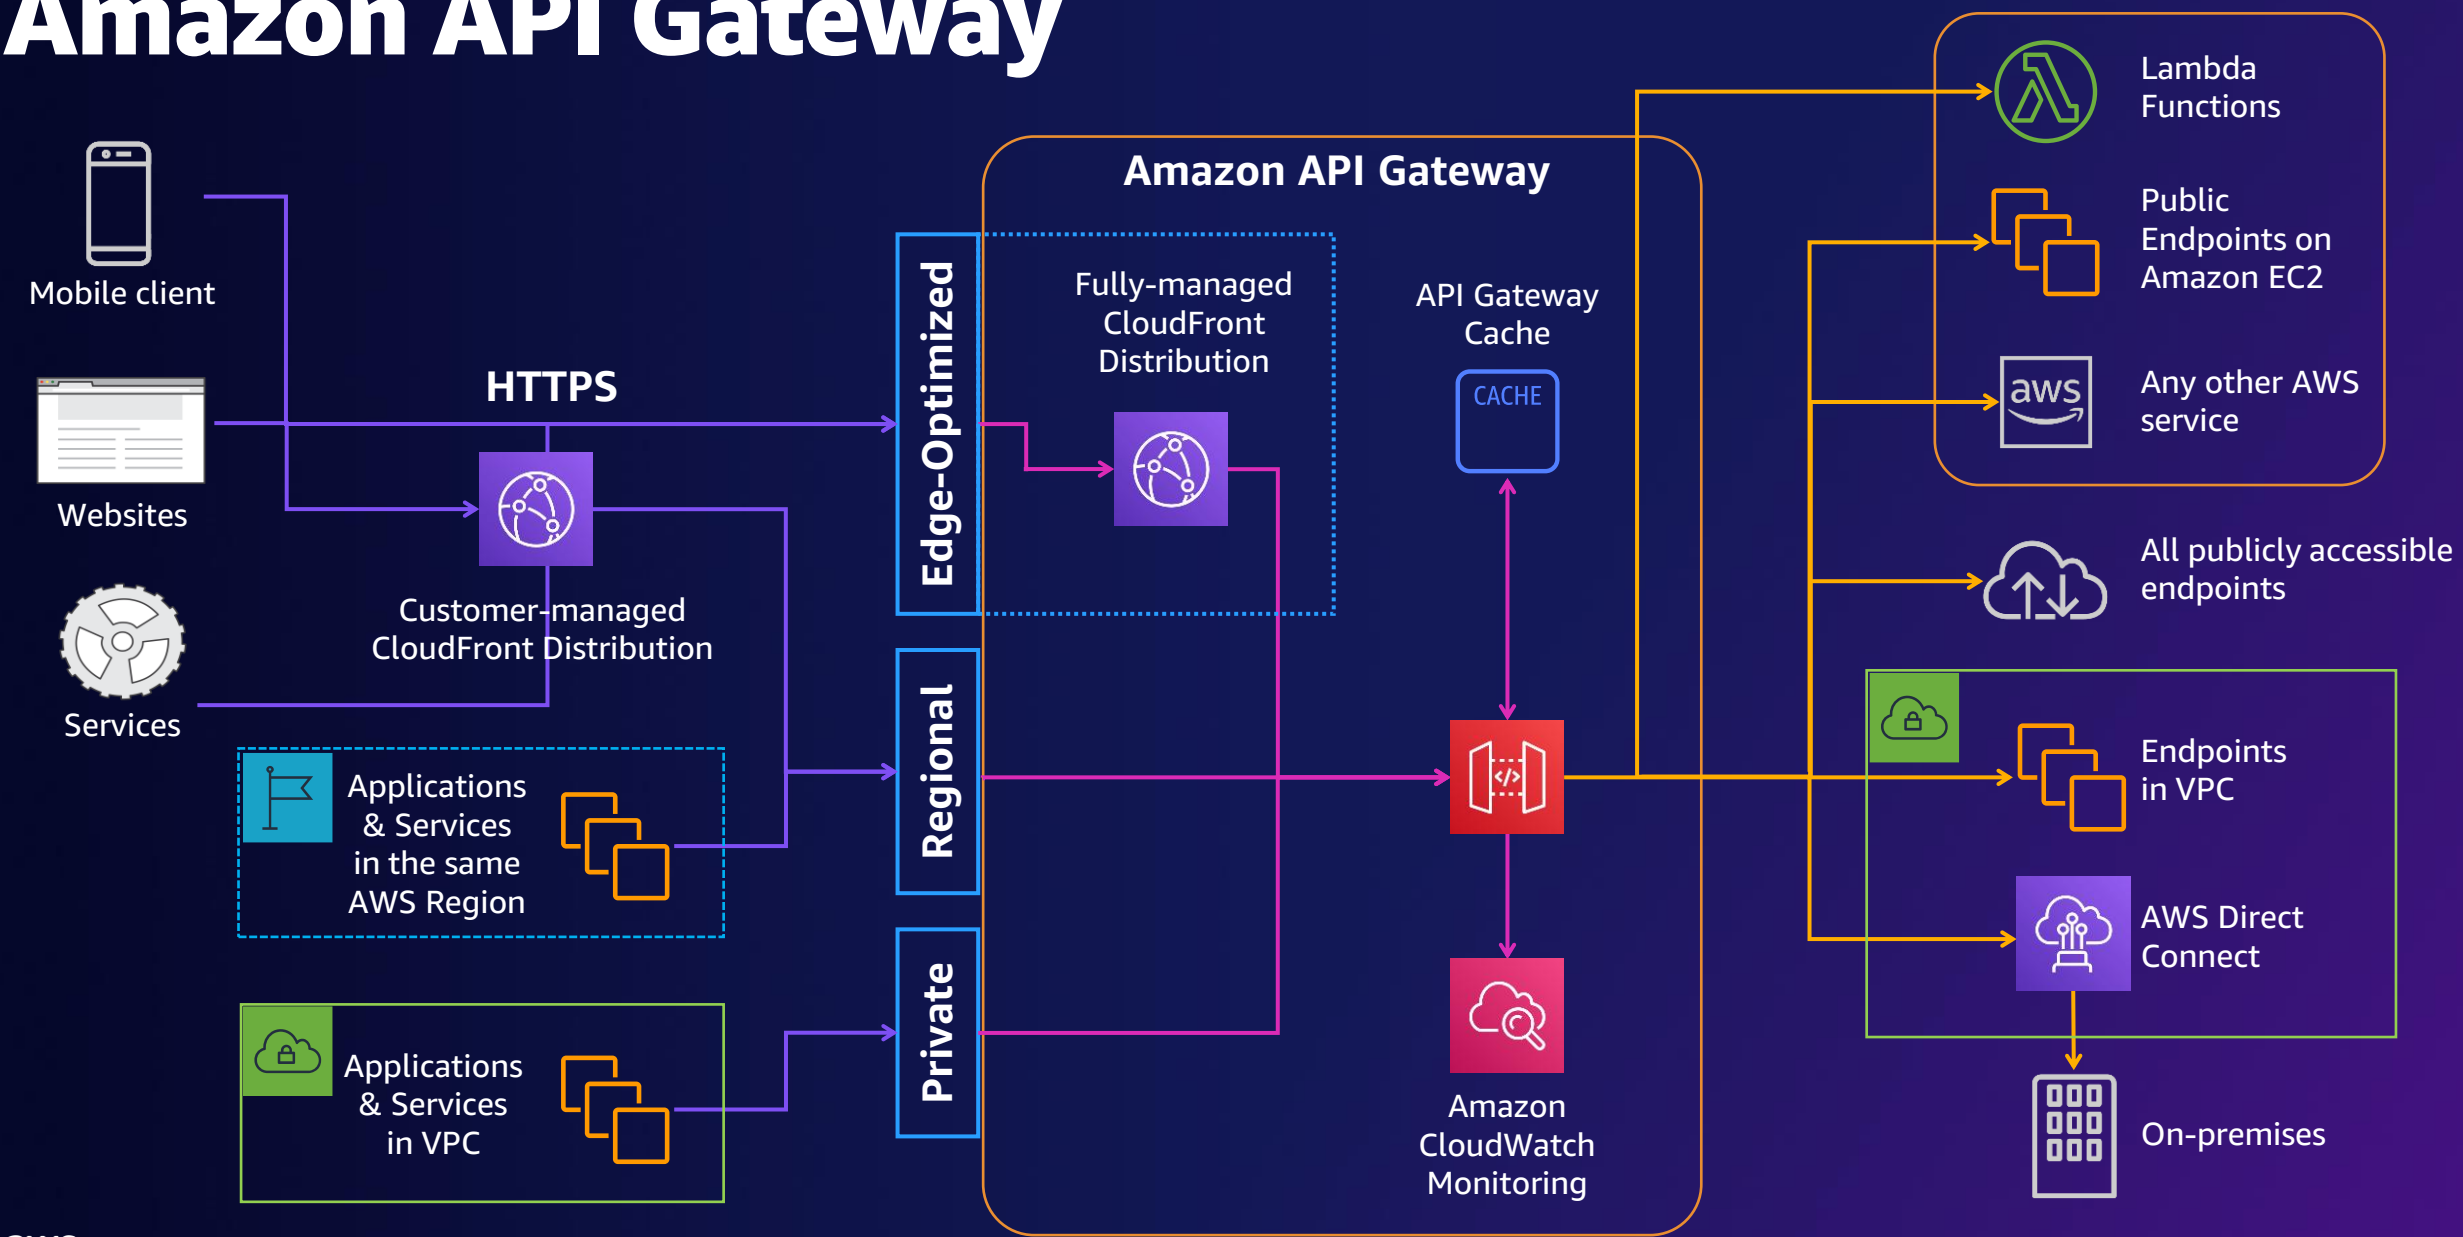 Amazon API Gateway
Mobile client
Websites
Services
HTTPS
Customer-managed
CloudFront Distribution
Applications
& Services
in the same
AWS Region
Applications
& Services
in VPC
Edge-Optimized
Regional
Private
Amazon API Gateway
Fully-managed
CloudFront
Distribution
API Gateway
Cache
CACHE
</>
Amazon
CloudWatch
Monitoring
Lambda
Functions
Public
Endpoints on
Amazon EC2
aws
Any other AWS
service
All publicly accessible
endpoints
Endpoints
in VPC
AWS Direct
Connect
On-premises